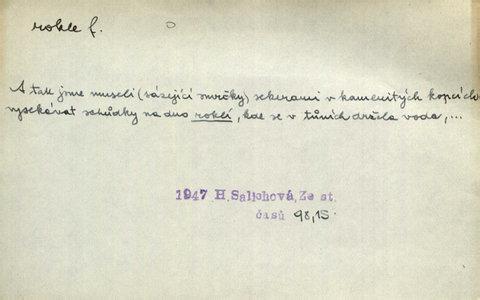 rokle f.
A tak jsme museli (sázející smrčky) sekerami v kamenitých kopcích
vysekávat schůdky na dno roklí, kde se v tůních držela voda,...
1947 H. Salichová, Ze st.
časů 98,15.